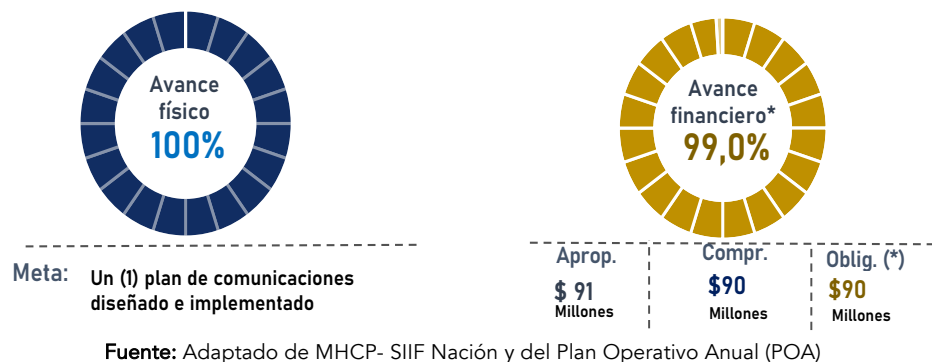 Avance
físico
100%
Avance
financiero*
99,0%
Meta:
Un (1) plan de comunicaciones
diseñado e implementado
Aprop.
$ 91
Millones
Compr.
$90
Millones
Oblig. (*)
$90
Millones
Fuente: Adaptado de MHCP- SIIF Nación y del Plan Operativo Anual (POA)